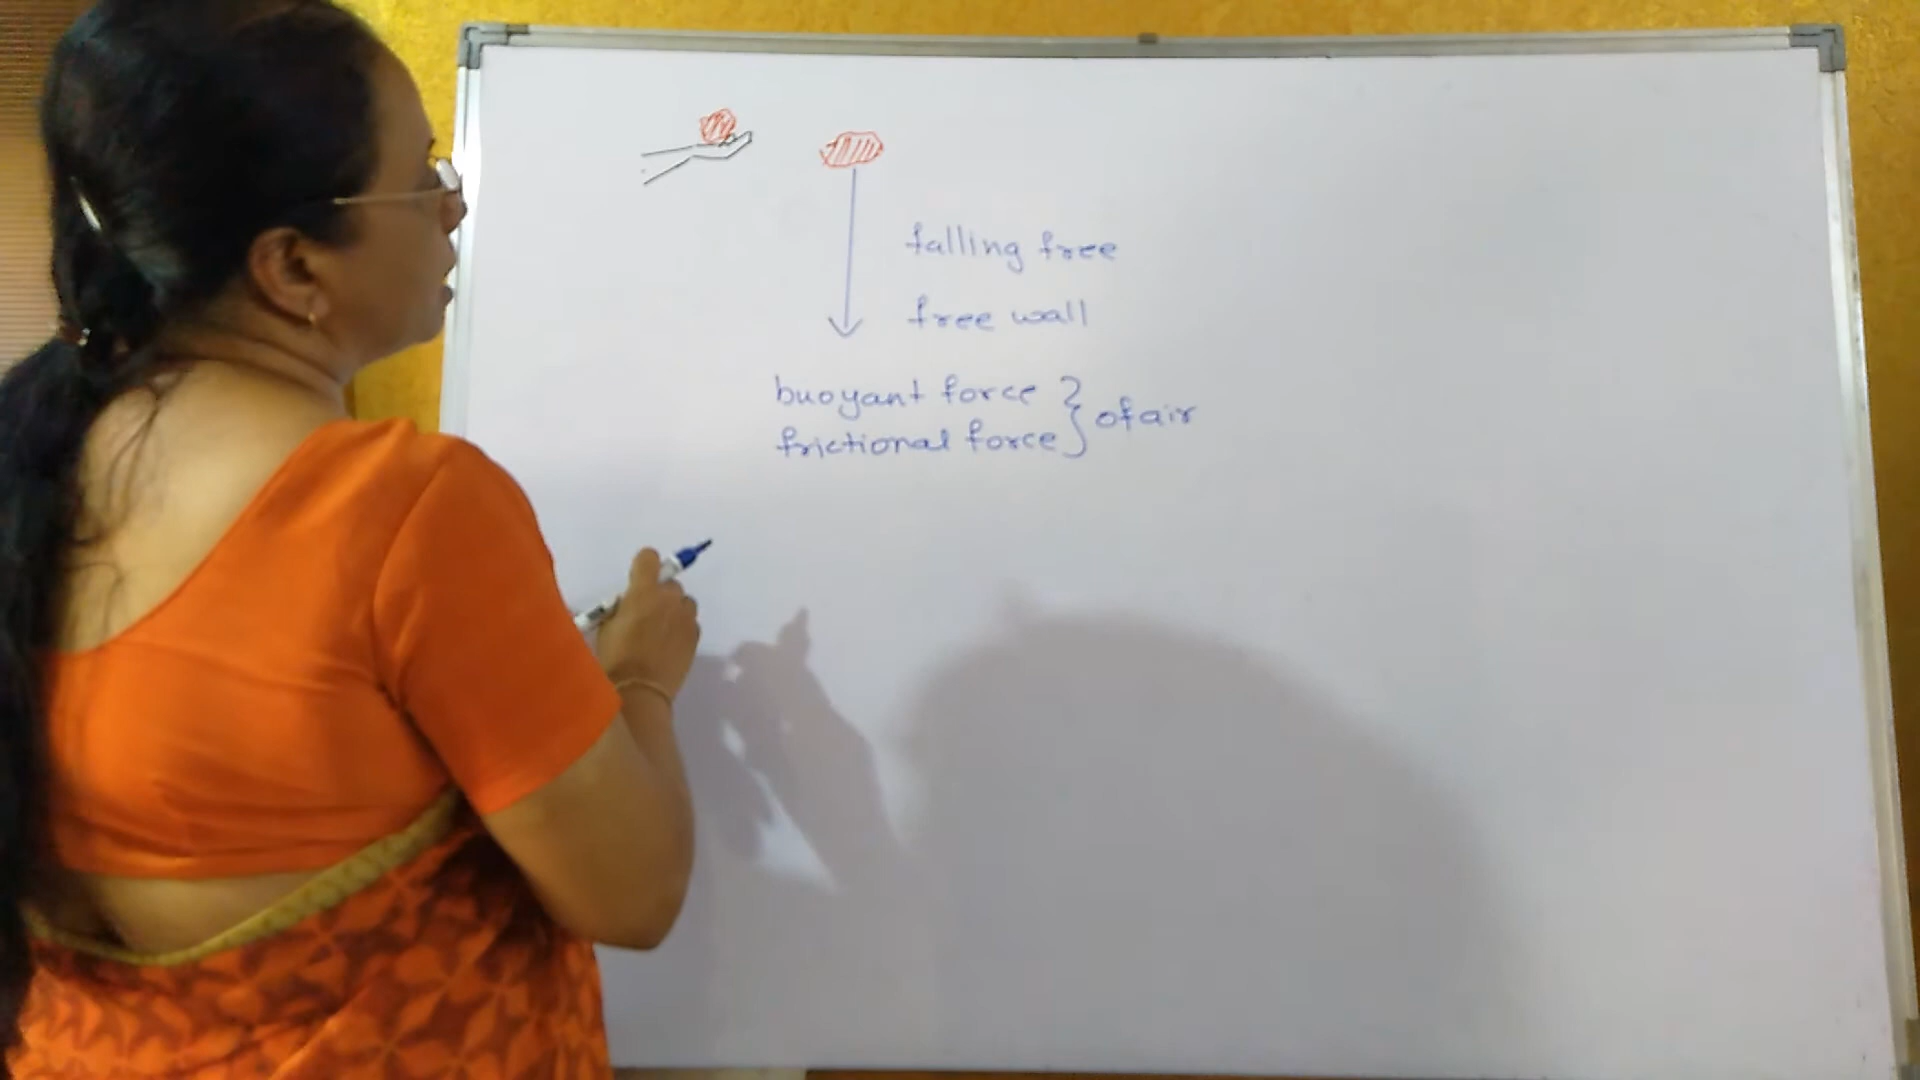 falling free
free wall
buoyant force
frictional force
} of air